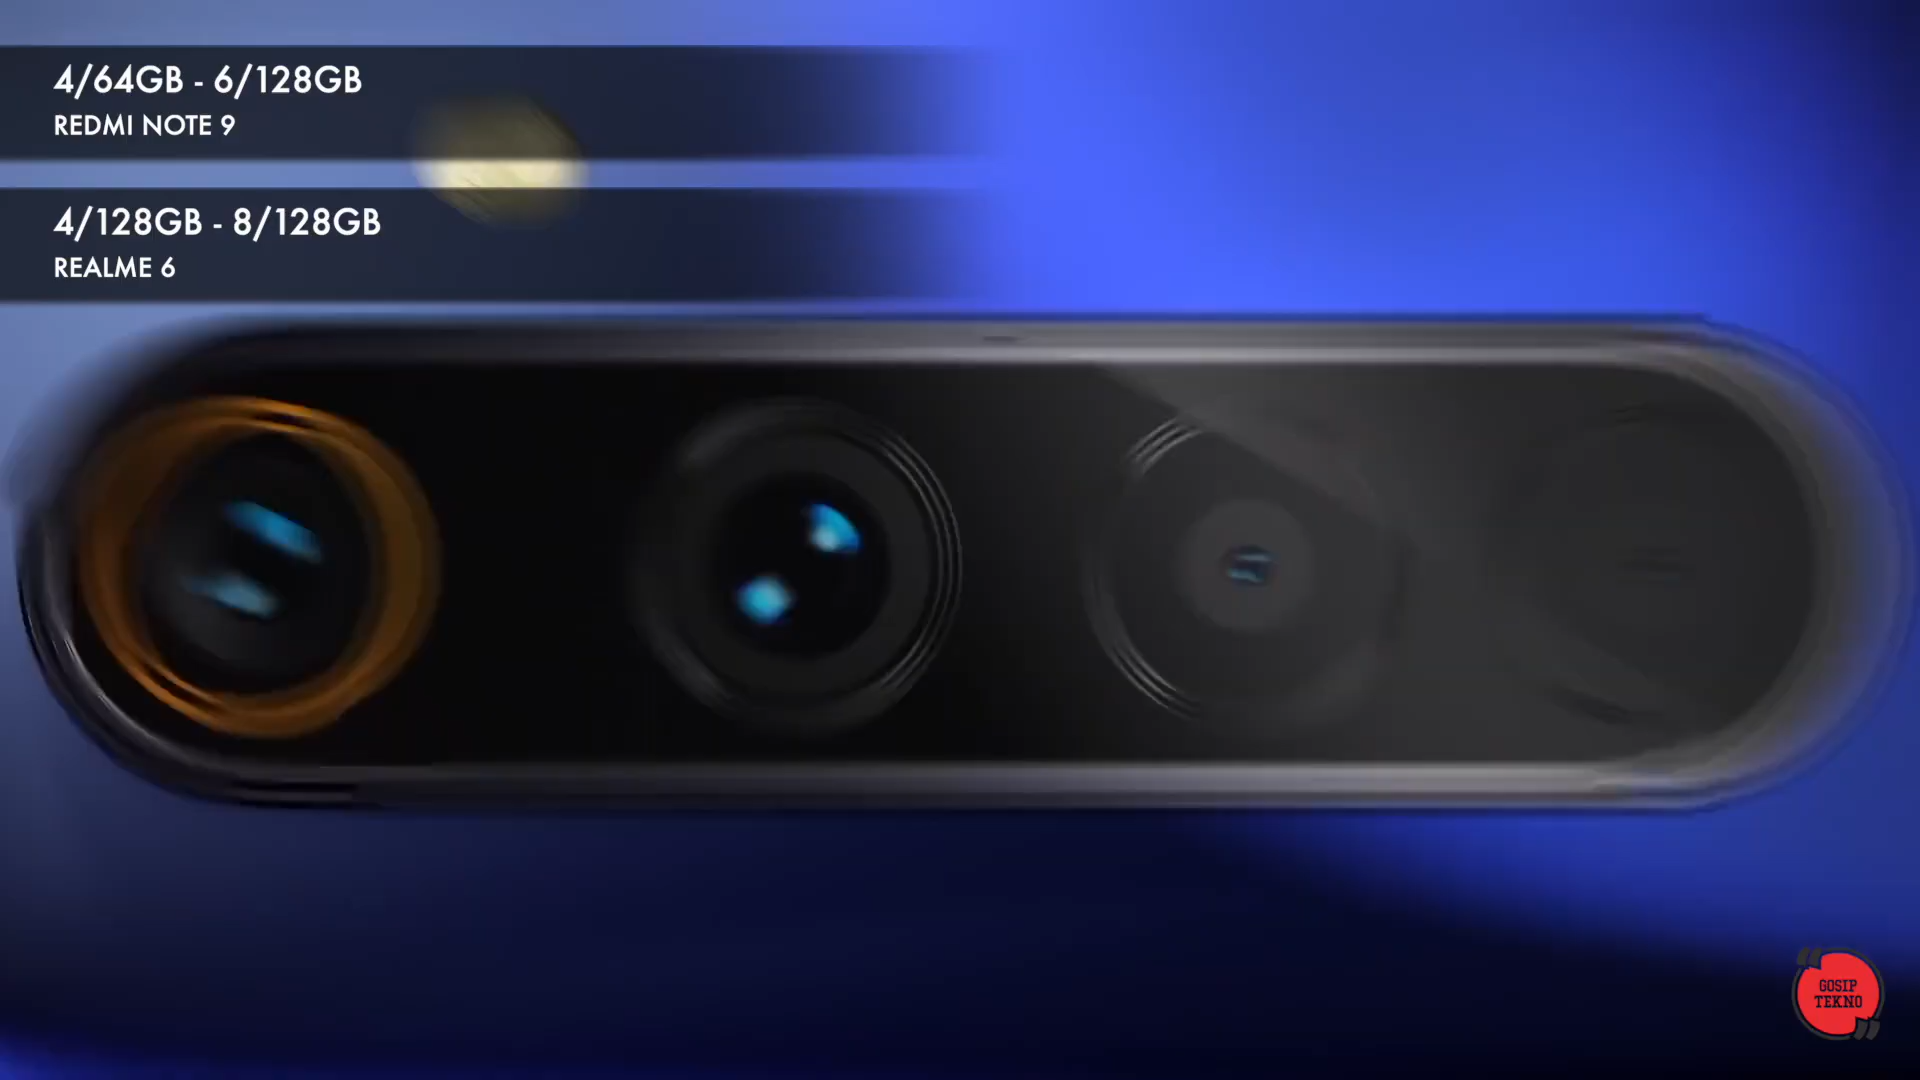 4/64GB - 6/128GB
REDMI NOTE 9
4/128GB - 8/128GB
REALME 6
GOSIP
TEKNO